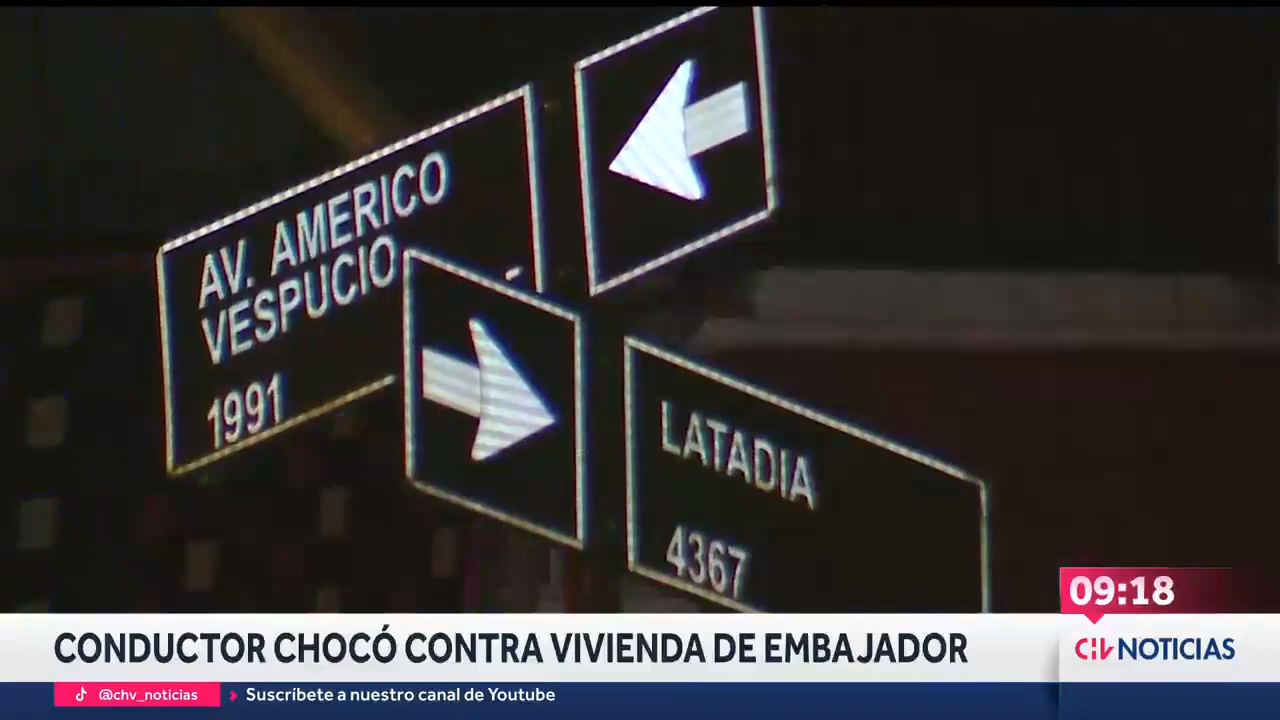 AV. AMERICO
VESPUCIO
1991
LATADIA
4367
09:18
CONDUCTOR CHOCÓ CONTRA VIVIENDA DE EMBAJADOR
CHV NOTICIAS
@chv_noticias
Suscríbete a nuestro canal de Youtube